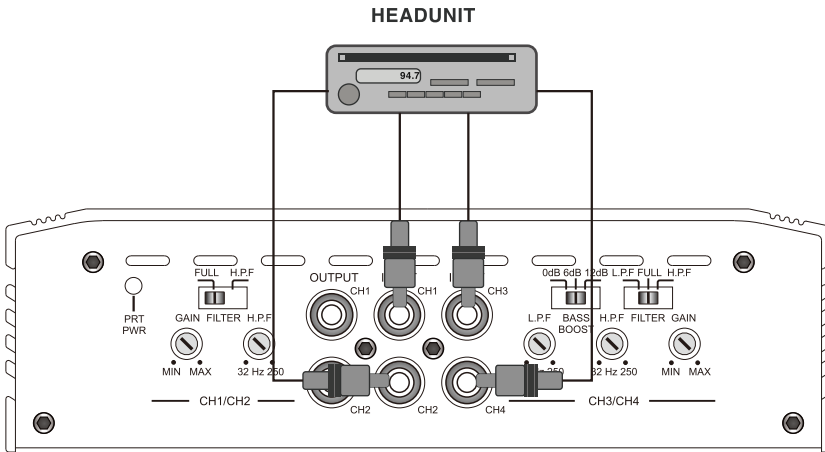 HEADUNIT
94.7
FULL H.P.F
OUTPUT
0dB 6dB 12dB L.P.F FULL H.P.F
CH1 CH1 CH3
PRT
PWR
GAIN FILTER H.P.F
L.P.F BASS
BOOST
H.P.F FILTER GAIN
MIN MAX 32 Hz 250
250 32 Hz 250 MIN MAX
CH1/CH2
CH2 CH2 CH4
CH3/CH4